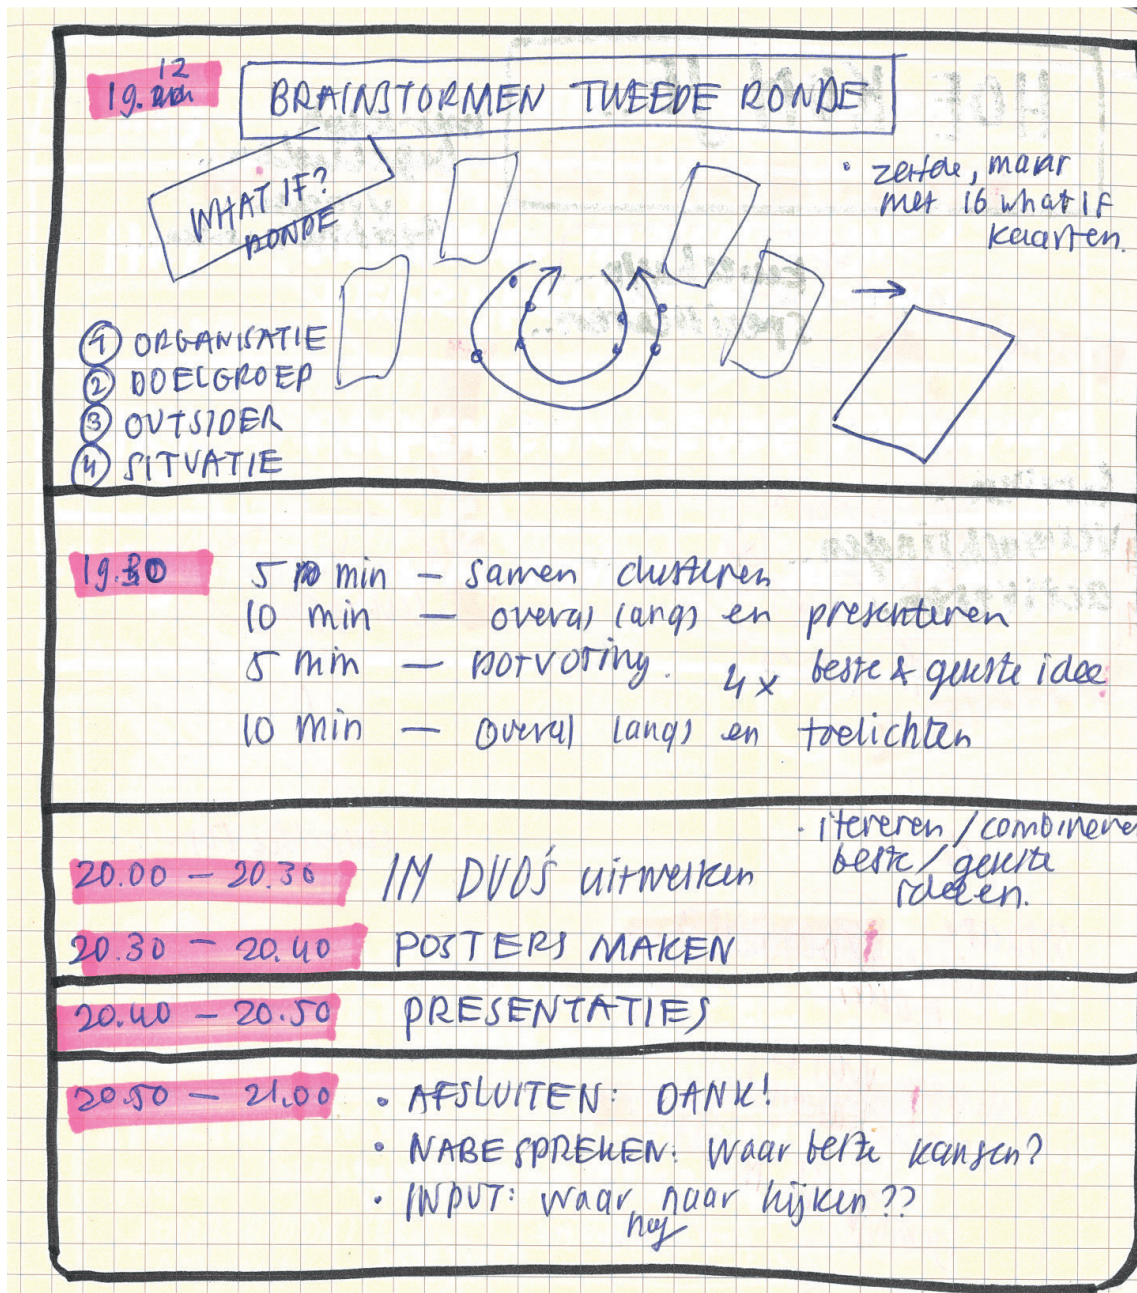 19.12
BRAINSTORMEN TWEEDE RONDE
WHAT IF?
RONDE
• zelfde, maar
met 16 what if
kaarten.
① ORGANISATIE
② DOELGROEP
③ OUTSIDER
④ SITUATIE
19.30
5 min — samen clusteren
10 min — overal langs en presenteren
5 min — dotvoting. 4x beste & gekste idee
10 min — overal langs en toelichten
• itereren / combineren
beste / gekste
ideeen.
20.00 — 20.30 IN DUO'S uitwerken
20.30 — 20.40 POSTERS MAKEN
20.40 — 20.50 PRESENTATIES
20.50 — 21.00 • AFSLUITEN: DANK!
• NABESPREKEN: waar beste kansen?
• INPUT: waar nog naar kijken??